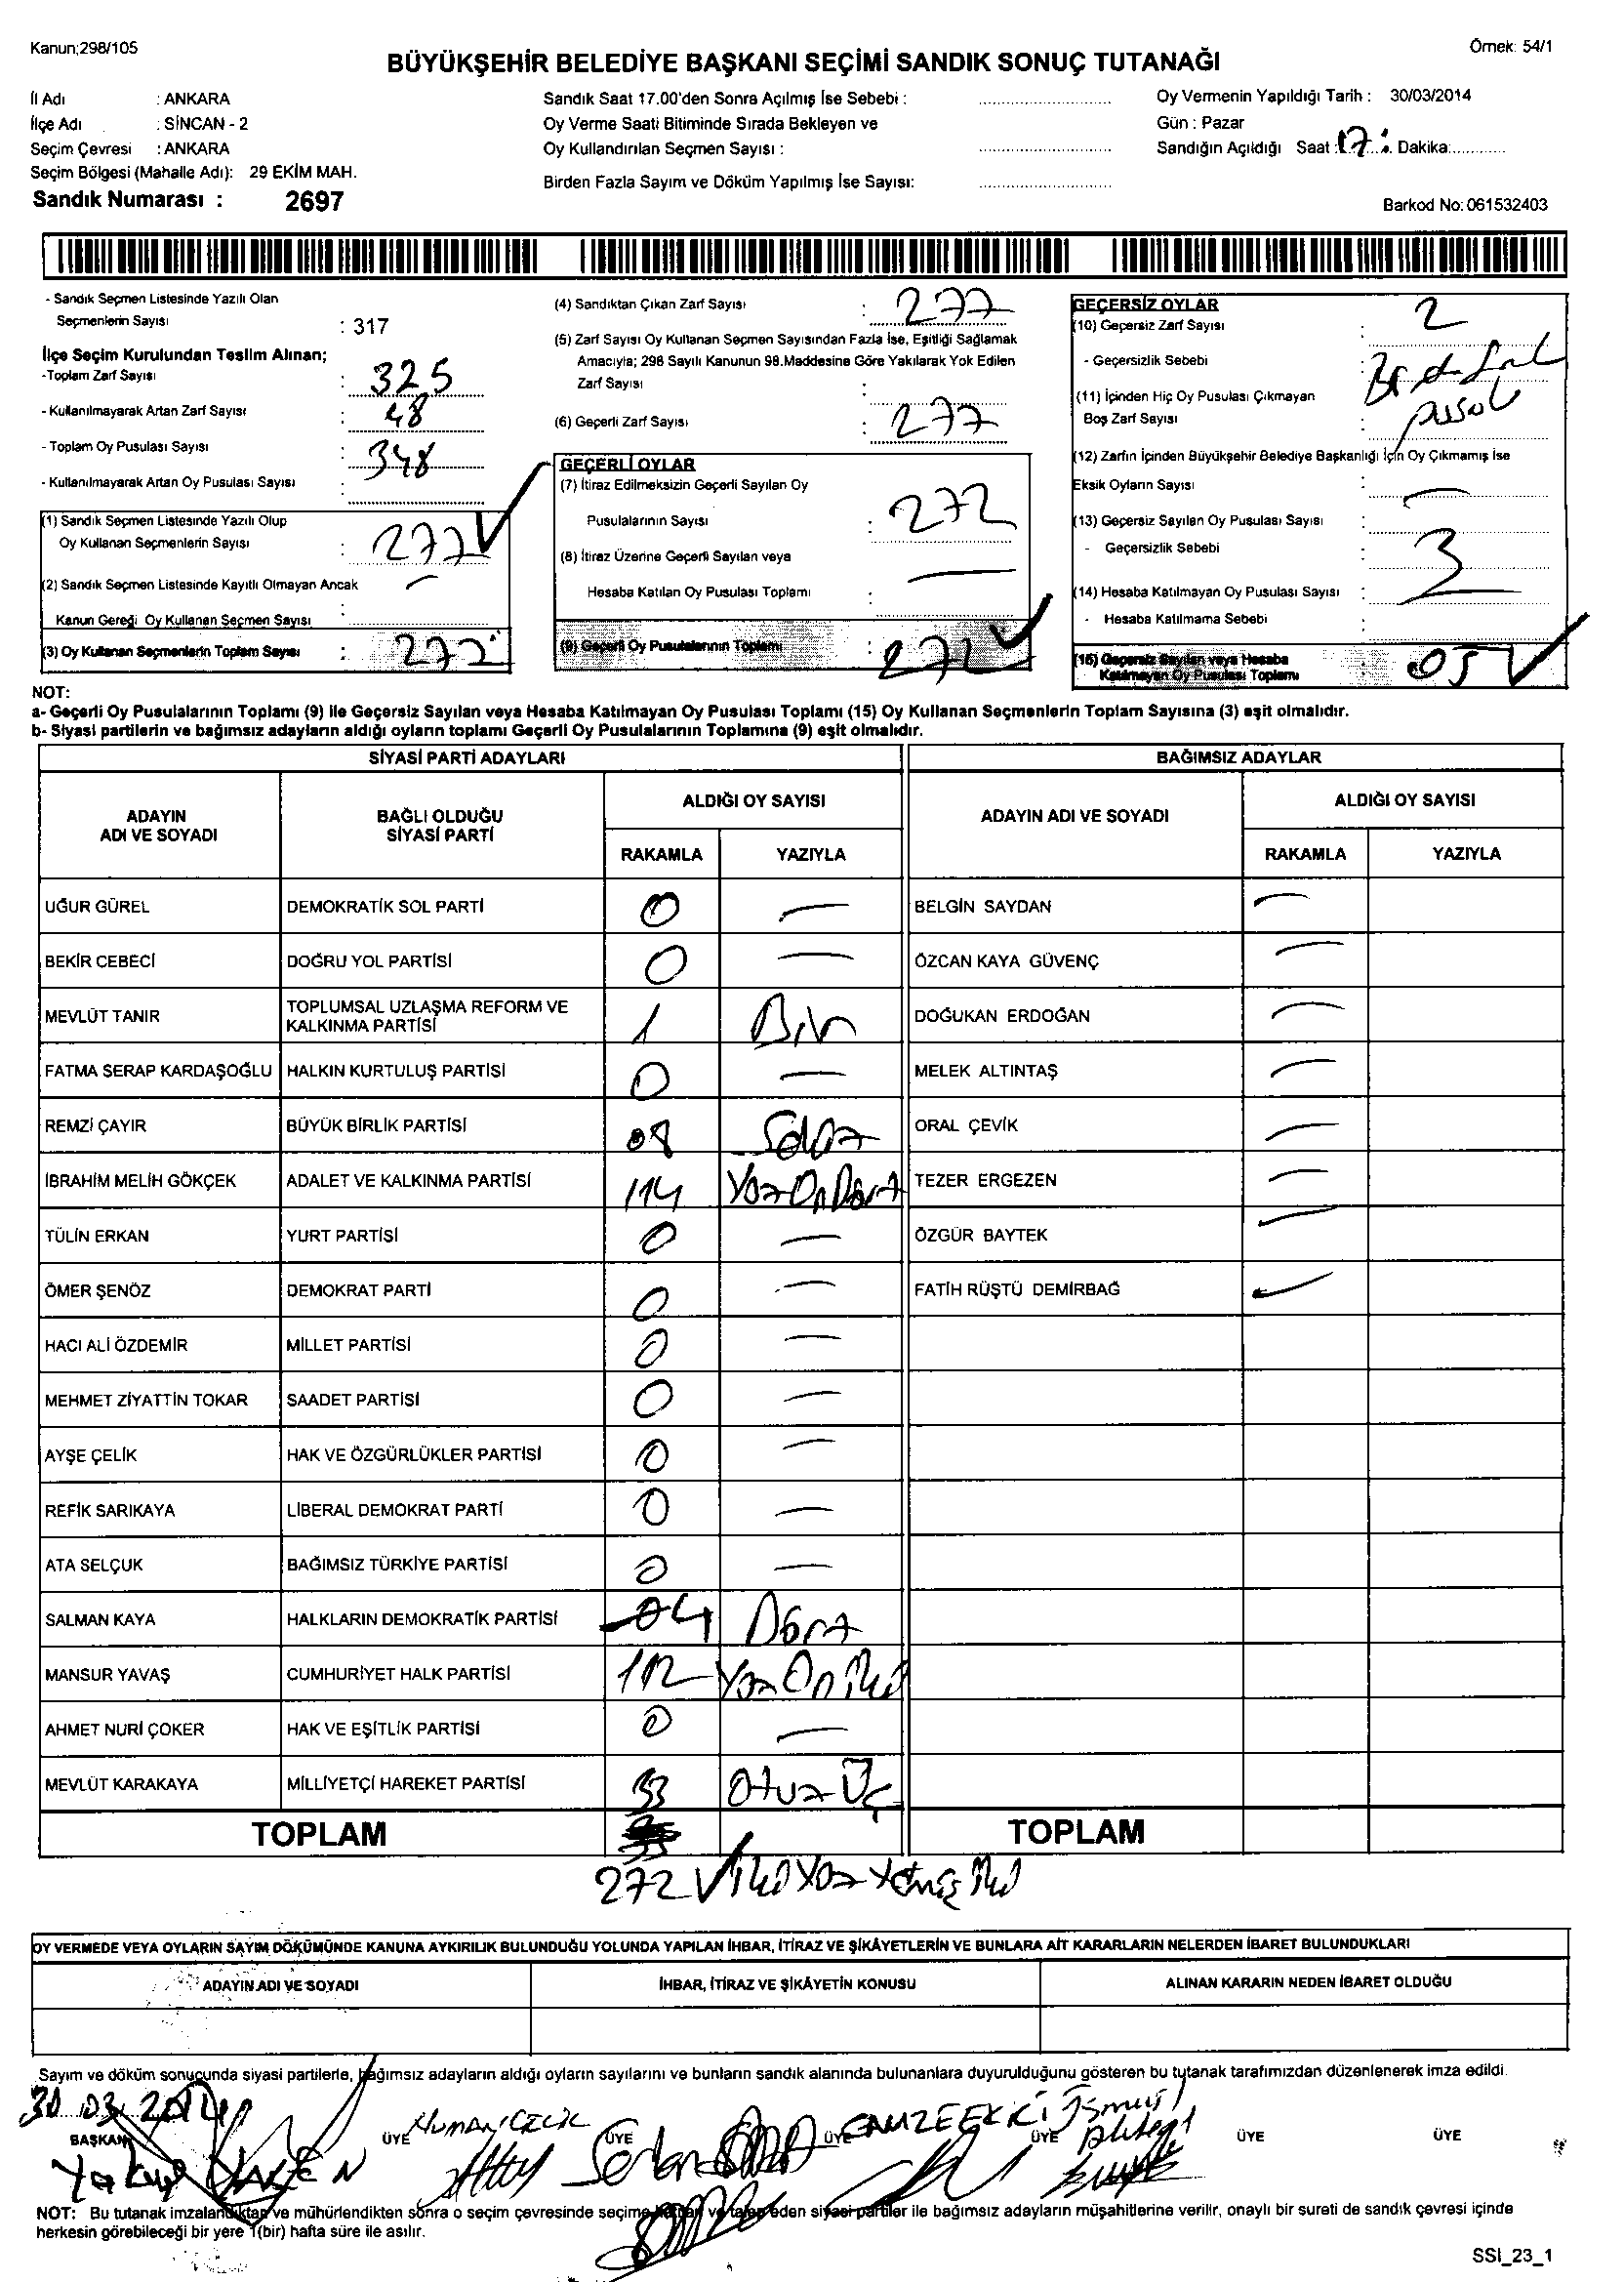 Kanun;298/105
Örnek: 54/1
BÜYÜKŞEHİR BELEDİYE BAŞKANI SEÇİMİ SANDIK SONUÇ TUTANAĞI
İl Adı : ANKARA
İlçe Adı : SİNCAN - 2
Seçim Çevresi : ANKARA
Seçim Bölgesi (Mahalle Adı): 29 EKİM MAH.
Sandık Numarası : 2697
Sandık Saat 17.00'den Sonra Açılmış İse Sebebi :
Oy Verme Saati Bitiminde Sırada Bekleyen ve
Oy Kullandırılan Seçmen Sayısı :
Birden Fazla Sayım ve Döküm Yapılmış İse Sayısı:
Oy Vermenin Yapıldığı Tarih : 30/03/2014
Gün : Pazar
Sandığın Açıldığı Saat : 17 : Dakika:
Barkod No: 061532403
- Sandık Seçmen Listesinde Yazılı Olan
Seçmenlerin Sayısı : 317
İlçe Seçim Kurulundan Teslim Alınan;
-Toplam Zarf Sayısı : 325
- Kullanılmayarak Artan Zarf Sayısı : 48
- Toplam Oy Pusulası Sayısı : 348
- Kullanılmayarak Artan Oy Pusulası Sayısı :
(1) Sandık Seçmen Listesinde Yazılı Olup
Oy Kullanan Seçmenlerin Sayısı : 277
(2) Sandık Seçmen Listesinde Kayıtlı Olmayan Ancak
Kanun Gereği Oy Kullanan Seçmen Sayısı : —
(3) Oy Kullanan Seçmenlerin Toplam Sayısı : 277
(4) Sandıktan Çıkan Zarf Sayısı : 277
(5) Zarf Sayısı Oy Kullanan Seçmen Sayısından Fazla İse, Eşitliği Sağlamak
Amacıyla; 298 Sayılı Kanunun 98.Maddesine Göre Yakılarak Yok Edilen
Zarf Sayısı :
(6) Geçerli Zarf Sayısı : 277
GEÇERLİ OYLAR
(7) İtiraz Edilmeksizin Geçerli Sayılan Oy
Pusulalarının Sayısı : 272
(8) İtiraz Üzerine Geçerli Sayılan veya
Hesaba Katılan Oy Pusulası Toplamı : —
(9) Geçerli Oy Pusulalarının Toplamı : 272
GEÇERSİZ OYLAR
(10) Geçersiz Zarf Sayısı : 2
- Geçersizlik Sebebi :
(11) İçinden Hiç Oy Pusulası Çıkmayan
Boş Zarf Sayısı :
(12) Zarfın İçinden Büyükşehir Belediye Başkanlığı İçin Oy Çıkmamış İse
Eksik Oyların Sayısı : —
(13) Geçersiz Sayılan Oy Pusulası Sayısı : 3
- Geçersizlik Sebebi :
(14) Hesaba Katılmayan Oy Pusulası Sayısı : —
- Hesaba Katılmama Sebebi :
(15) Geçersiz Sayılan veya Hesaba
Katılmayan Oy Pusulası Toplamı : 05
NOT:
a- Geçerli Oy Pusulalarının Toplamı (9) ile Geçersiz Sayılan veya Hesaba Katılmayan Oy Pusulası Toplamı (15) Oy Kullanan Seçmenlerin Toplam Sayısına (3) eşit olmalıdır.
b- Siyasi partilerin ve bağımsız adayların aldığı oyların toplamı Geçerli Oy Pusulalarının Toplamına (9) eşit olmalıdır.
SİYASİ PARTİ ADAYLARI BAĞIMSIZ ADAYLAR
ADAYIN ADI VE SOYADI BAĞLI OLDUĞU SİYASİ PARTİ ALDIĞI OY SAYISI ADAYIN ADI VE SOYADI ALDIĞI OY SAYISI
RAKAMLA YAZIYLA RAKAMLA YAZIYLA
UĞUR GÜREL DEMOKRATİK SOL PARTİ 0 — BELGİN SAYDAN —
BEKİR CEBECİ DOĞRU YOL PARTİSİ 0 — ÖZCAN KAYA GÜVENÇ —
MEVLÜT TANIR TOPLUMSAL UZLAŞMA REFORM VE KALKINMA PARTİSİ 1 Bir DOĞUKAN ERDOĞAN —
FATMA SERAP KARDAŞOĞLU HALKIN KURTULUŞ PARTİSİ 0 — MELEK ALTINTAŞ —
REMZİ ÇAYIR BÜYÜK BİRLİK PARTİSİ 08 Sekiz ORAL ÇEVİK —
İBRAHİM MELİH GÖKÇEK ADALET VE KALKINMA PARTİSİ 114 Yüz On Dört TEZER ERGEZEN —
TÜLİN ERKAN YURT PARTİSİ 0 — ÖZGÜR BAYTEK —
ÖMER ŞENÖZ DEMOKRAT PARTİ 0 — FATİH RÜŞTÜ DEMİRBAĞ —
HACI ALİ ÖZDEMİR MİLLET PARTİSİ 0 —
MEHMET ZİYATTİN TOKAR SAADET PARTİSİ 0 —
AYŞE ÇELİK HAK VE ÖZGÜRLÜKLER PARTİSİ 0 —
REFİK SARIKAYA LİBERAL DEMOKRAT PARTİ 0 —
ATA SELÇUK BAĞIMSIZ TÜRKİYE PARTİSİ 0 —
SALMAN KAYA HALKLARIN DEMOKRATİK PARTİSİ 04 Dört
MANSUR YAVAŞ CUMHURİYET HALK PARTİSİ 112 Yüz On İki
AHMET NURİ ÇOKER HAK VE EŞİTLİK PARTİSİ 0 —
MEVLÜT KARAKAYA MİLLİYETÇİ HAREKET PARTİSİ 33 Otuz Üç
TOPLAM TOPLAM
272 İki Yüz Yetmiş İki
OY VERMEDE VEYA OYLARIN SAYIM DÖKÜMÜNDE KANUNA AYKIRILIK BULUNDUĞU YOLUNDA YAPILAN İHBAR, İTİRAZ VE ŞİKÂYETLERİN VE BUNLARA AİT KARARLARIN NELERDEN İBARET BULUNDUKLARI
ADAYIN ADI VE SOYADI İHBAR, İTİRAZ VE ŞİKÂYETİN KONUSU ALINAN KARARIN NEDEN İBARET OLDUĞU
Sayım ve döküm sonucunda siyasi partilerle, bağımsız adayların aldığı oyların sayılarını ve bunların sandık alanında bulunanlara duyurulduğunu gösteren bu tutanak tarafımızdan düzenlenerek imza edildi.
30.03.2014
BAŞKAN ÜYE ÜYE ÜYE ÜYE ÜYE ÜYE
Numan ÇELİK GAMZE EKİCİ
NOT: Bu tutanak imzalandıktan ve mühürlendikten sonra o seçim çevresinde seçime katılan ve talep eden siyasi partiler ile bağımsız adayların müşahitlerine verilir, onaylı bir sureti de sandık çevresi içinde
herkesin görebileceği bir yere 1(bir) hafta süre ile asılır.
SSI_23_1